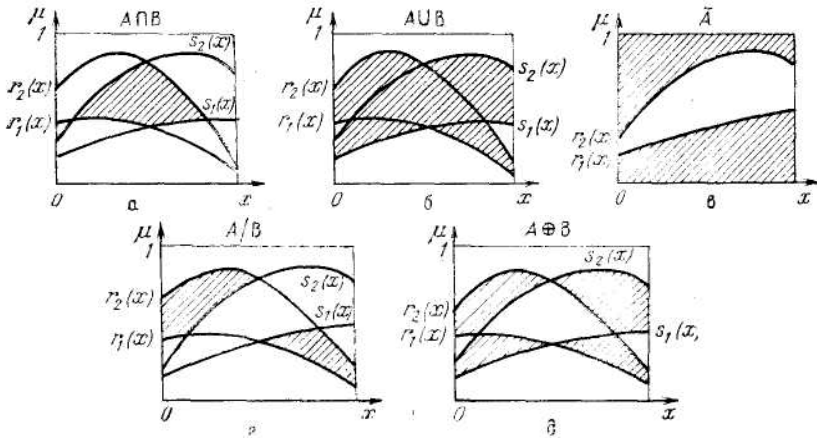 A∩B
μ
1
s₂(x)
r₂(x)
r₁(x)
s₁(x)
0
x
а
A∪B
μ
1
s₂(x)
r₂(x)
r₁(x)
s₁(x)
0
x
б
Ā
μ
1
r₂(x)
r₁(x,
0
x
в
A/B
μ
1
s₂(x)
r₂(x)
s₁(x)
r₁(x)
0
x
г
A⊕B
μ
1
s₂(x)
r₂(x)
r₁(x)
s₁(x,
0
x